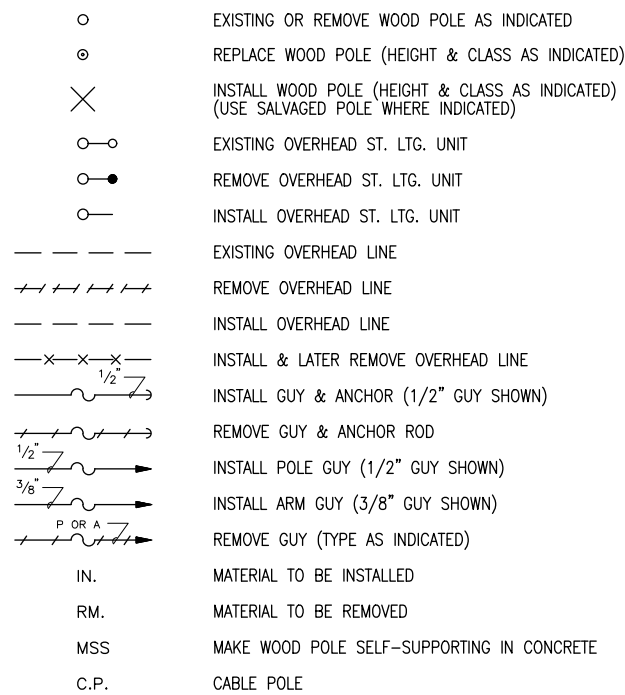 EXISTING OR REMOVE WOOD POLE AS INDICATED
REPLACE WOOD POLE (HEIGHT & CLASS AS INDICATED)
INSTALL WOOD POLE (HEIGHT & CLASS AS INDICATED)
(USE SALVAGED POLE WHERE INDICATED)
EXISTING OVERHEAD ST. LTG. UNIT
REMOVE OVERHEAD ST. LTG. UNIT
INSTALL OVERHEAD ST. LTG. UNIT
EXISTING OVERHEAD LINE
REMOVE OVERHEAD LINE
INSTALL OVERHEAD LINE
INSTALL & LATER REMOVE OVERHEAD LINE
1/2" INSTALL GUY & ANCHOR (1/2" GUY SHOWN)
REMOVE GUY & ANCHOR ROD
1/2" INSTALL POLE GUY (1/2" GUY SHOWN)
3/8" INSTALL ARM GUY (3/8" GUY SHOWN)
P OR A REMOVE GUY (TYPE AS INDICATED)
IN. MATERIAL TO BE INSTALLED
RM. MATERIAL TO BE REMOVED
MSS MAKE WOOD POLE SELF-SUPPORTING IN CONCRETE
C.P. CABLE POLE